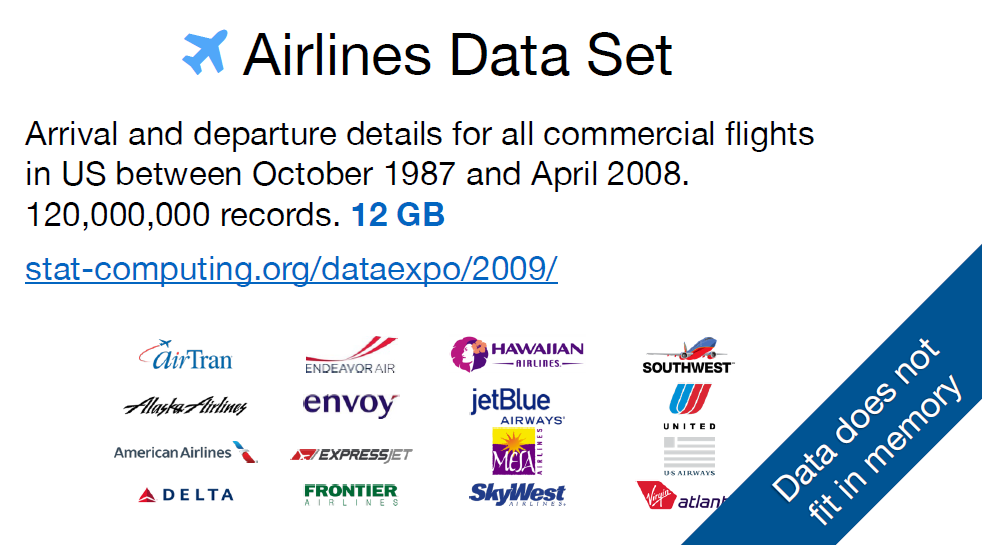 Airlines Data Set
Arrival and departure details for all commercial flights
in US between October 1987 and April 2008.
120,000,000 records. 12 GB
stat-computing.org/dataexpo/2009/
airTran
ENDEAVOR AIR
HAWAIIAN
AIRLINES
SOUTHWEST
Alaska Airlines
envoy
jetBlue
AIRWAYS
UNITED
American Airlines
EXPRESSJET
MESA
AIRLINES
U·S AIRWAYS
DELTA
FRONTIER
AIRLINES
SkyWest
AIRLINES
Virgin
atlant
Data does not
fit in memory